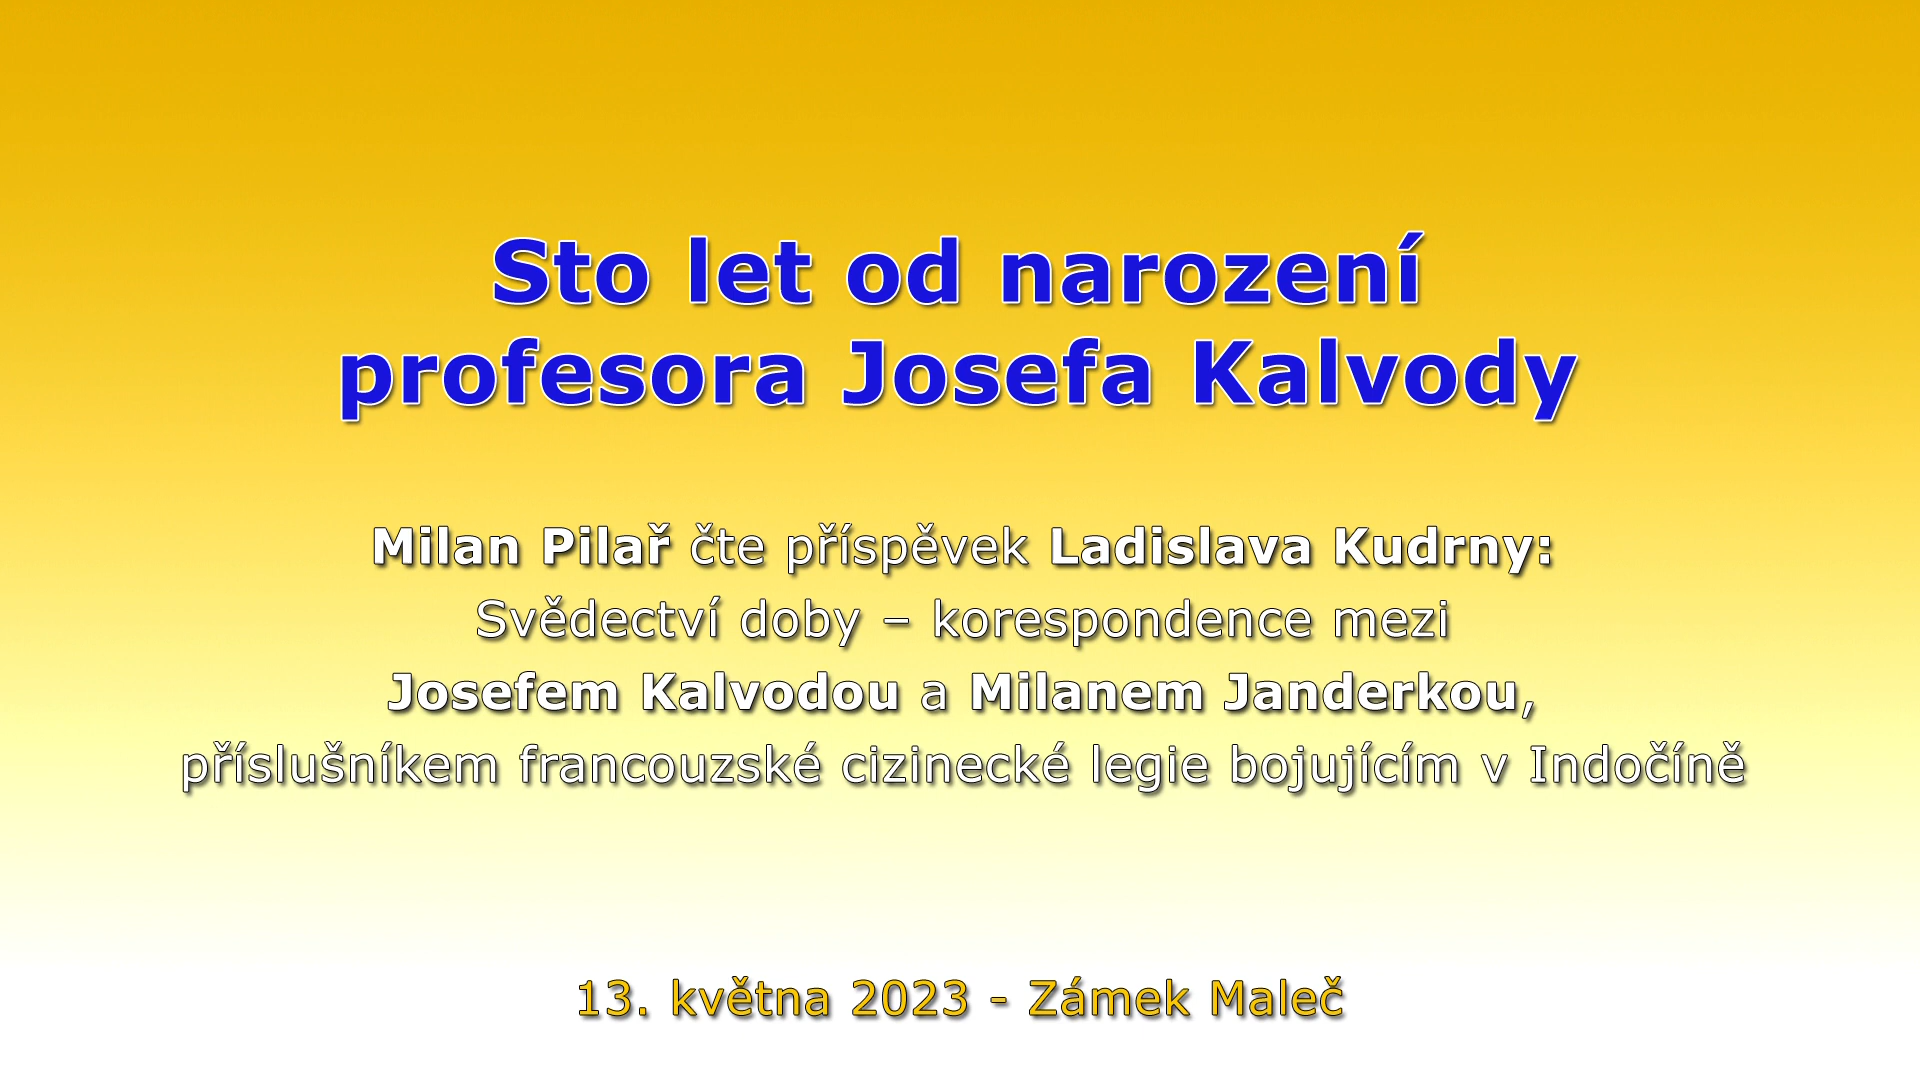 Sto let od narození
profesora Josefa Kalvody
Milan Pilař čte příspěvek Ladislava Kudrny:
Svědectví doby – korespondence mezi
Josefem Kalvodou a Milanem Janderkou,
příslušníkem francouzské cizinecké legie bojujícím v Indočíně
13. května 2023 - Zámek Maleč